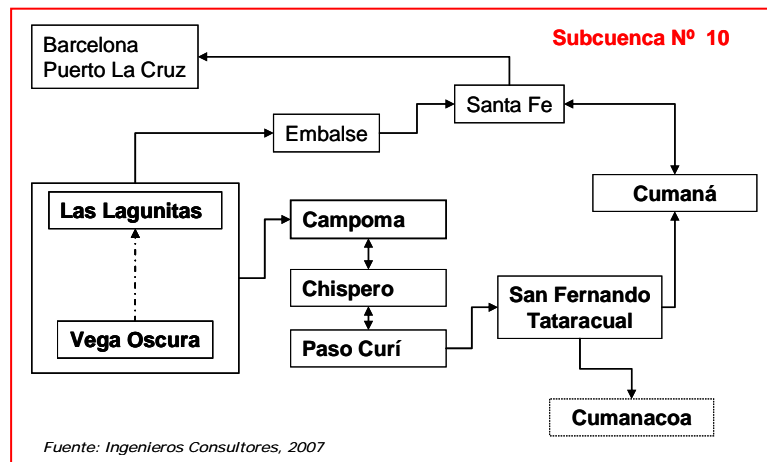 Subcuenca Nº 10
Barcelona
Puerto La Cruz
Santa Fe
Embalse
Cumaná
Las Lagunitas
Campoma
Chispero
San Fernando
Tataracual
Vega Oscura
Paso Curí
Cumanacoa
Fuente: Ingenieros Consultores, 2007